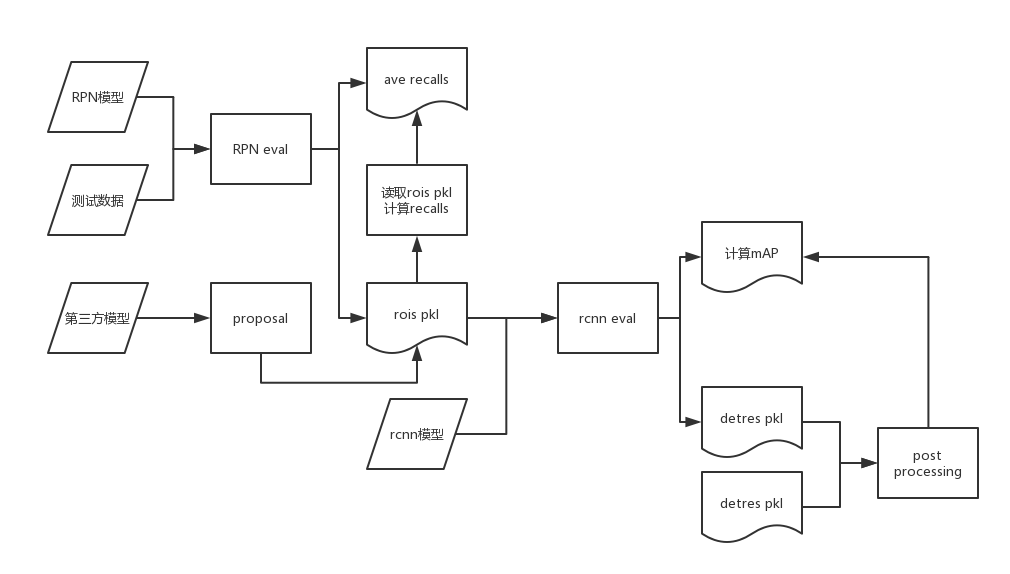 ave recalls
RPN模型
RPN eval
测试数据
读取rois pkl
计算recalls
计算mAP
第三方模型
proposal
rois pkl
rcnn eval
rcnn模型
detres pkl
post
processing
detres pkl